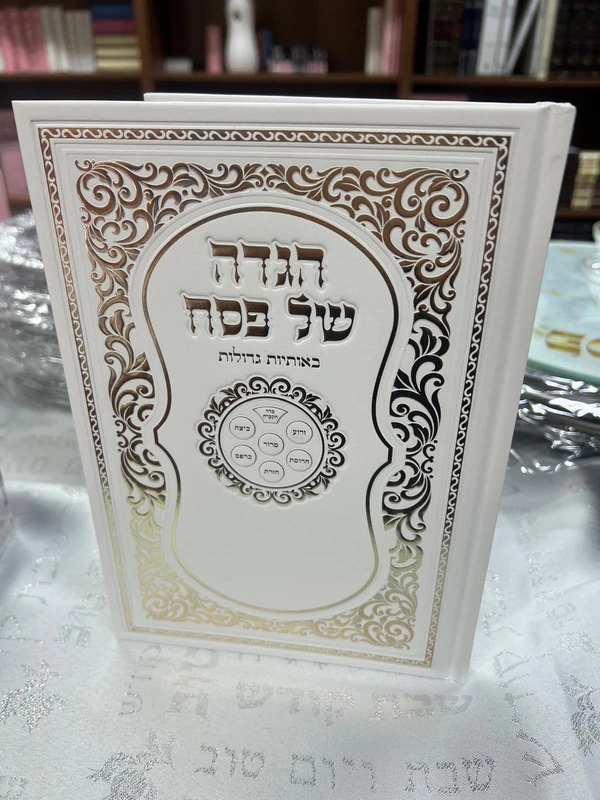 הגדה
של פסח
באותיות גדולות
סדר
הקערה
ביצה
זרוע
מרור
כרפס
חרוסת
חזרת
שבת קודש
שבת ויום טוב